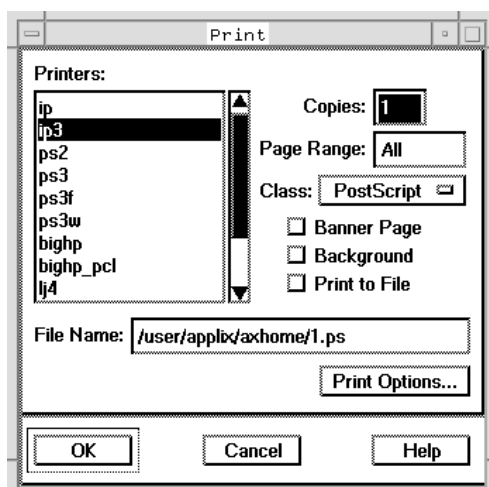 Print
Printers:
ip
ip3
ps2
ps3
ps3f
ps3w
bighp
bighp_pcl
lj4
Copies: 1
Page Range: All
Class: PostScript
Banner Page
Background
Print to File
File Name: /user/applix/axhome/1.ps
Print Options...
OK Cancel Help